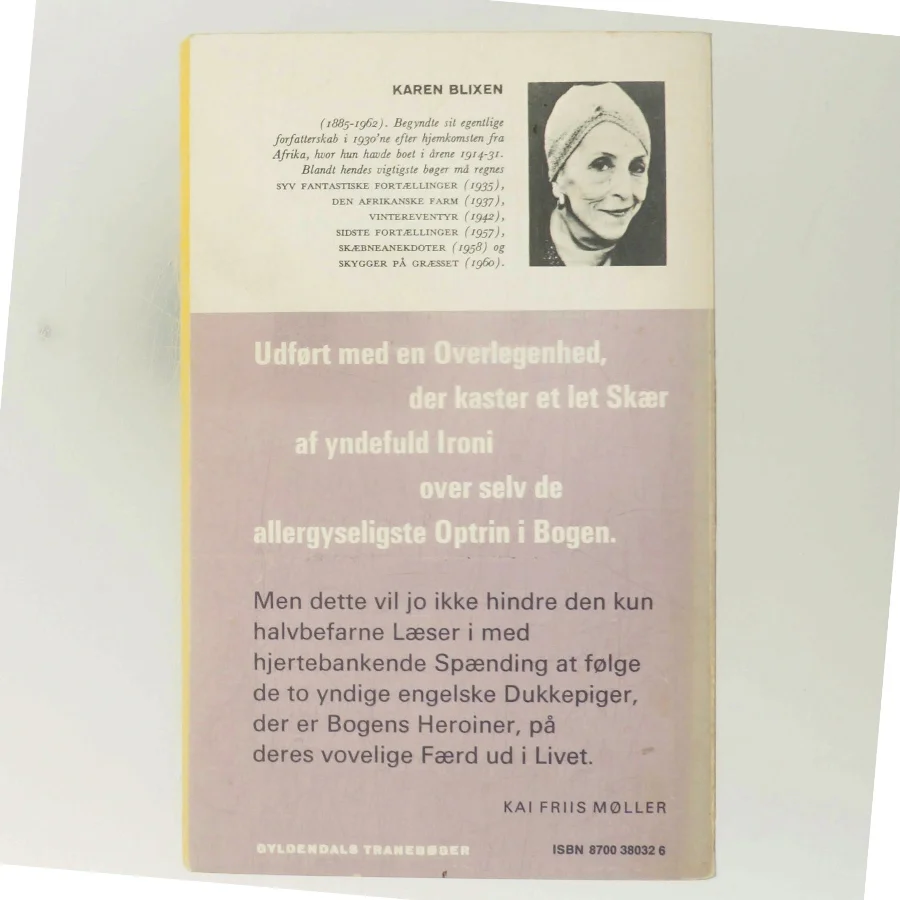 KAREN BLIXEN
(1885-1962). Begyndte sit egentlige
forfatterskab i 1930'ne efter hjemkomsten fra
Afrika, hvor hun havde boet i årene 1914-31.
Blandt hendes vigtigste bøger må regnes
SYV FANTASTISKE FORTÆLLINGER (1935),
DEN AFRIKANSKE FARM (1937),
VINTEREVENTYR (1942),
SIDSTE FORTÆLLINGER (1957),
SKÆBNEANEKDOTER (1958) og
SKYGGER PÅ GRÆSSET (1960).
Udført med en Overlegenhed,
der kaster et let Skær
af yndefuld Ironi
over selv de
allergyseligste Optrin i Bogen.
Men dette vil jo ikke hindre den kun
halvbefarne Læser i med
hjertebankende Spænding at følge
de to yndige engelske Dukkepiger,
der er Bogens Heroiner, på
deres vovelige Færd ud i Livet.
KAI FRIIS MØLLER
GYLDENDALS TRANEBØGER
ISBN 8700 38032 6